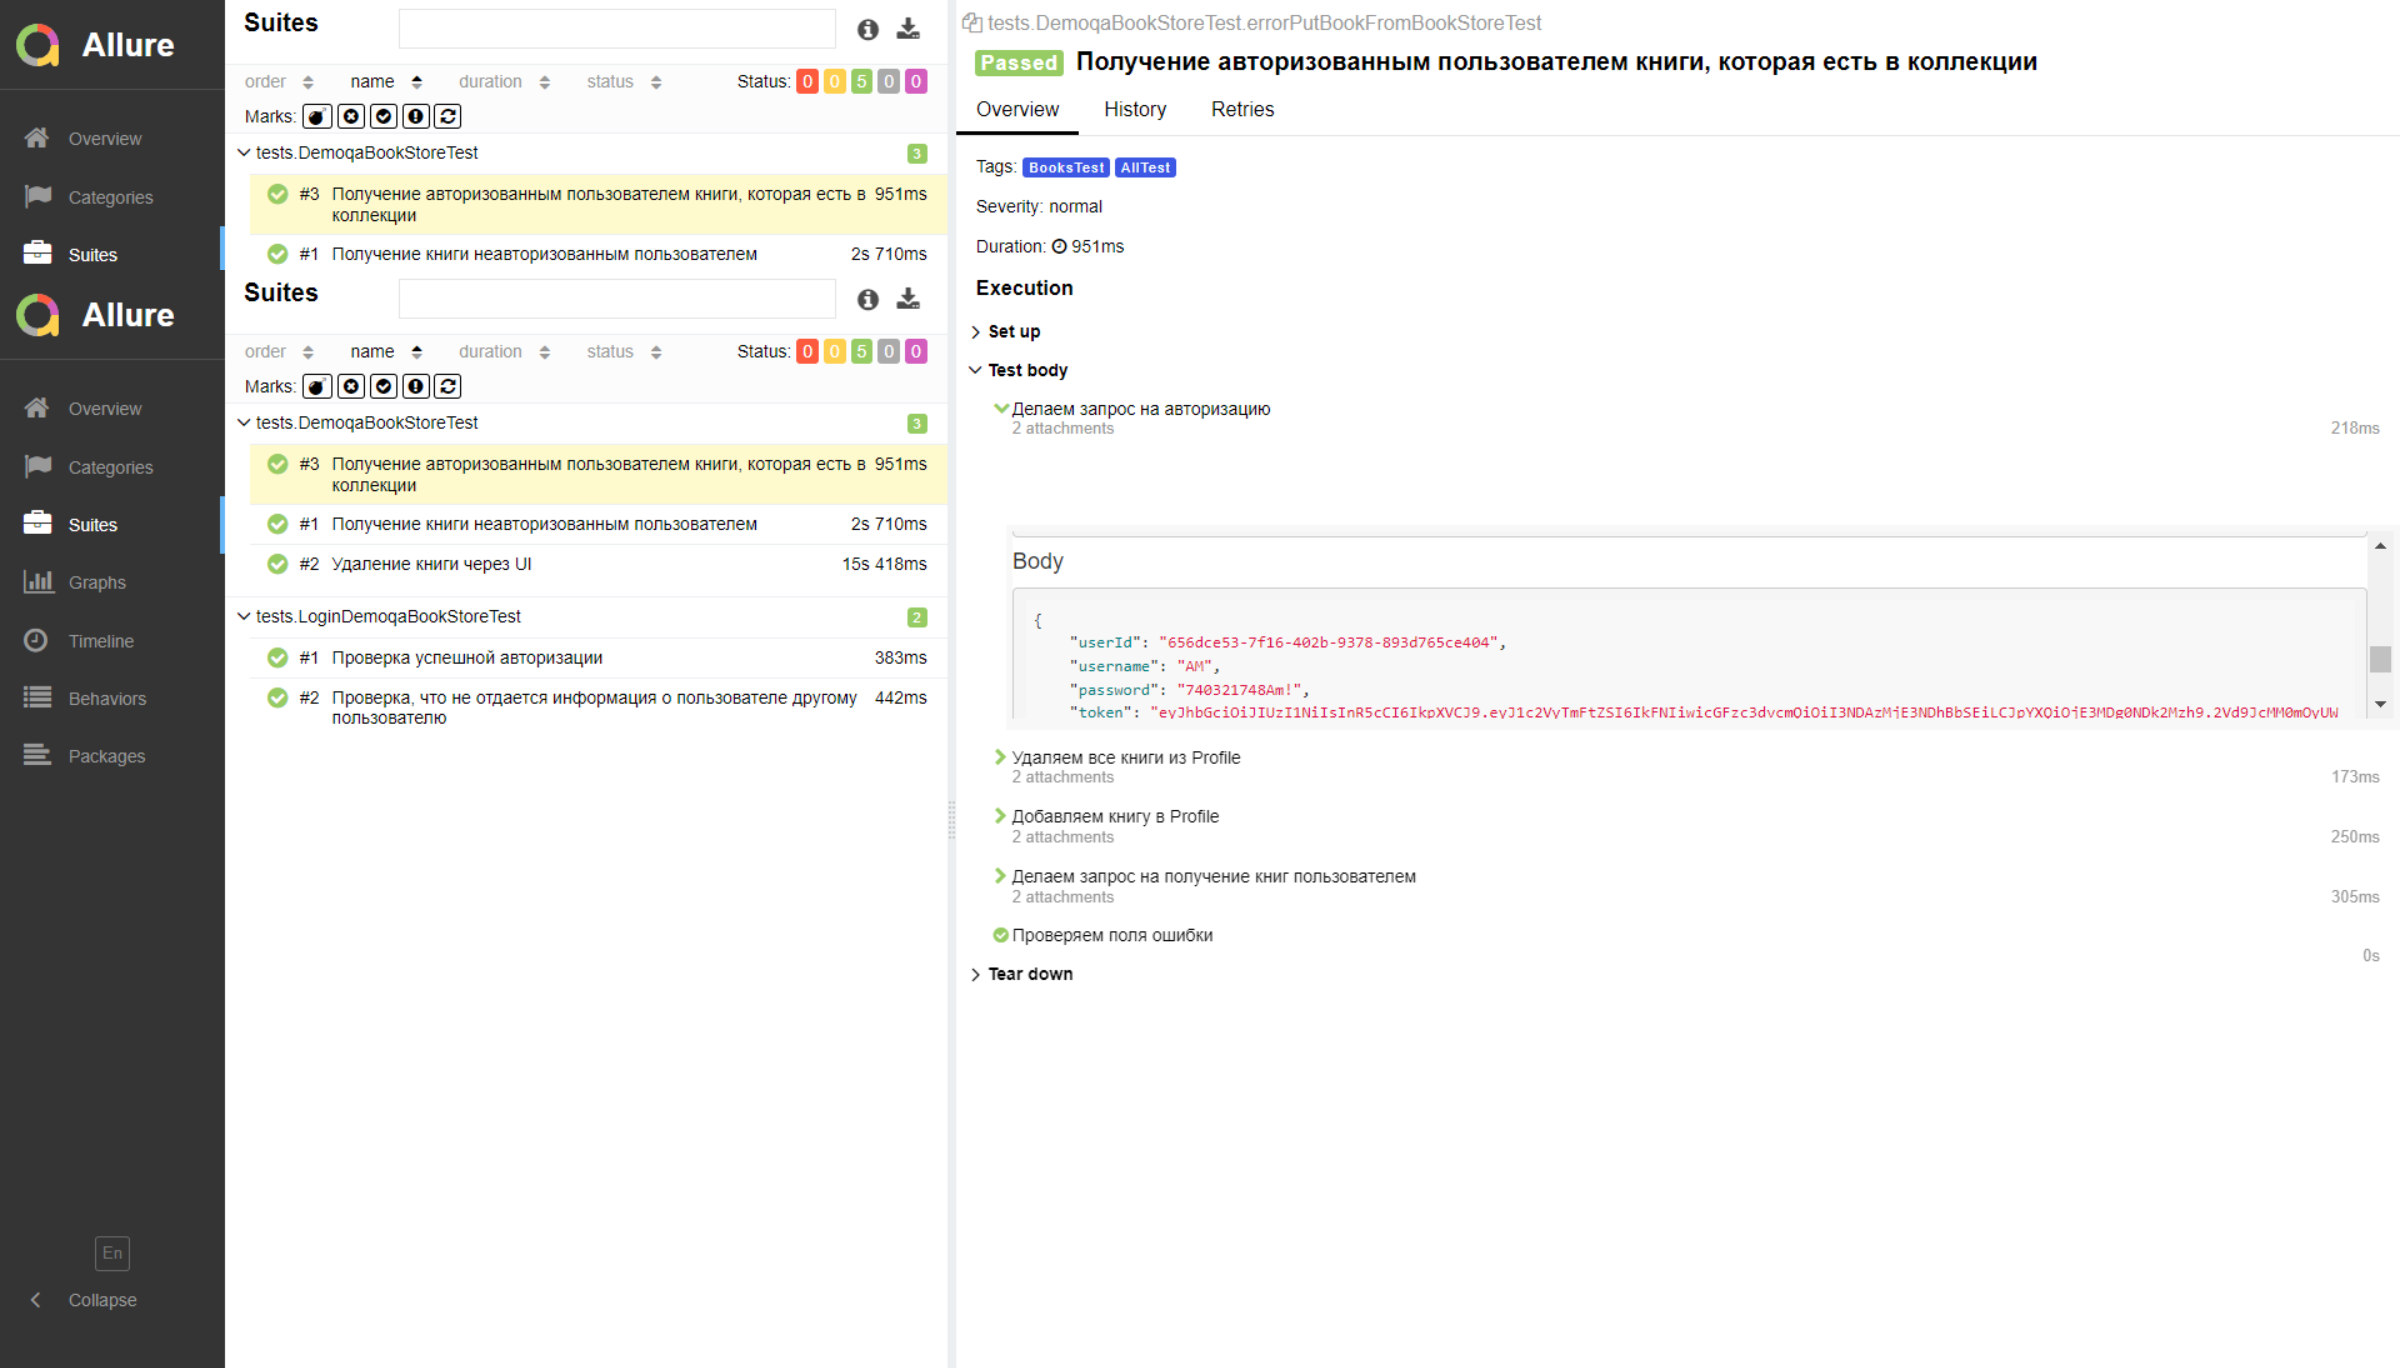 Allure
Overview
Categories
Suites
Allure
Overview
Categories
Suites
Graphs
Timeline
Behaviors
Packages
En
Collapse
Suites
order name duration status Status: 0 0 5 0 0
Marks:
tests.DemoqaBookStoreTest 3
#3 Получение авторизованным пользователем книги, которая есть в 951ms
коллекции
#1 Получение книги неавторизованным пользователем 2s 710ms
Suites
order name duration status Status: 0 0 5 0 0
Marks:
tests.DemoqaBookStoreTest 3
#3 Получение авторизованным пользователем книги, которая есть в 951ms
коллекции
#1 Получение книги неавторизованным пользователем 2s 710ms
#2 Удаление книги через UI 15s 418ms
tests.LoginDemoqaBookStoreTest 2
#1 Проверка успешной авторизации 383ms
#2 Проверка, что не отдается информация о пользователе другому 442ms
пользователю
tests.DemoqaBookStoreTest.errorPutBookFromBookStoreTest
Passed Получение авторизованным пользователем книги, которая есть в коллекции
Overview History Retries
Tags: BooksTest AllTest
Severity: normal
Duration: 951ms
Execution
Set up
Test body
Делаем запрос на авторизацию
2 attachments 218ms
Body
{
"userId": "656dce53-7f16-402b-9378-893d765ce404",
"username": "AM",
"password": "740321748Am!",
"token":
Удаляем все книги из Profile
2 attachments 173ms
Добавляем книгу в Profile
2 attachments 250ms
Делаем запрос на получение книг пользователем
2 attachments 305ms
Проверяем поля ошибки
0s
Tear down